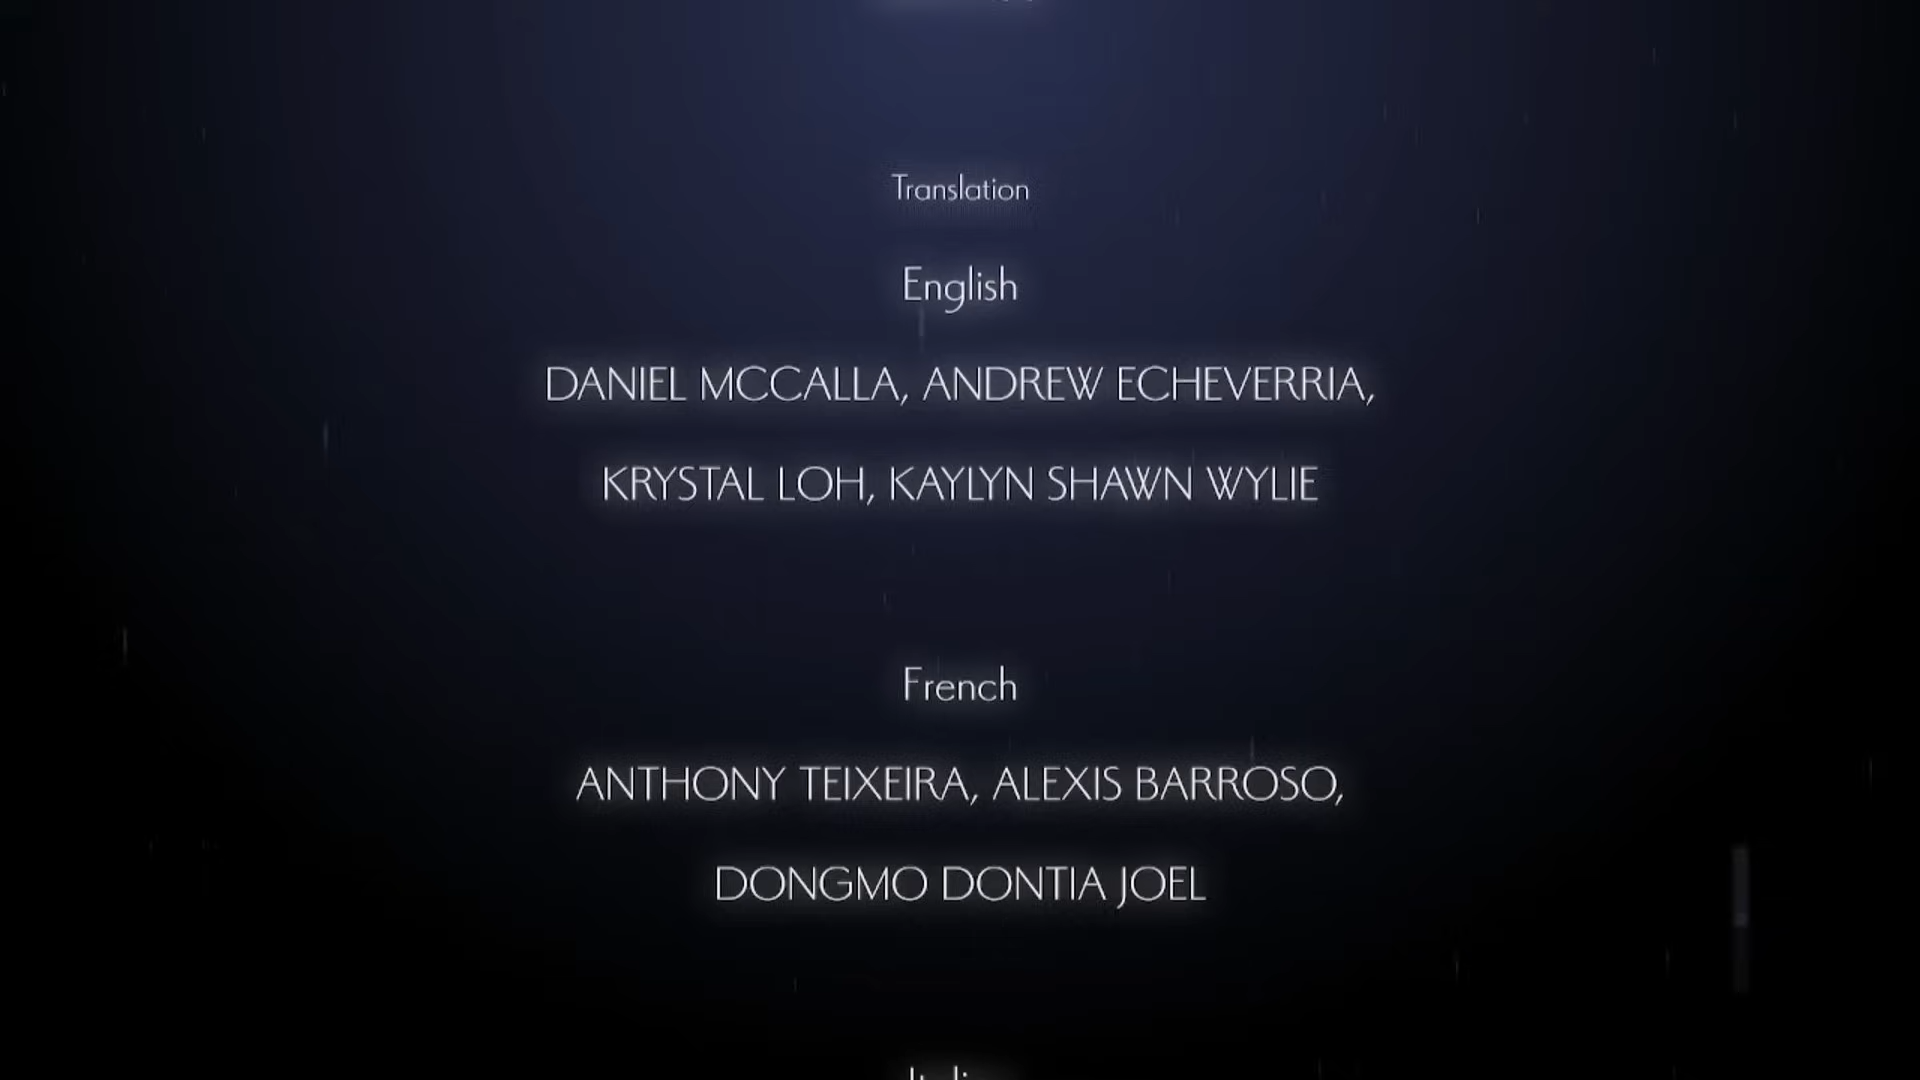 Translation
English
DANIEL MCCALLA, ANDREW ECHEVERRIA,
KRYSTAL LOH, KAYLYN SHAWN WYLIE
French
ANTHONY TEIXEIRA, ALEXIS BARROSO,
DONGMO DONTIA JOEL